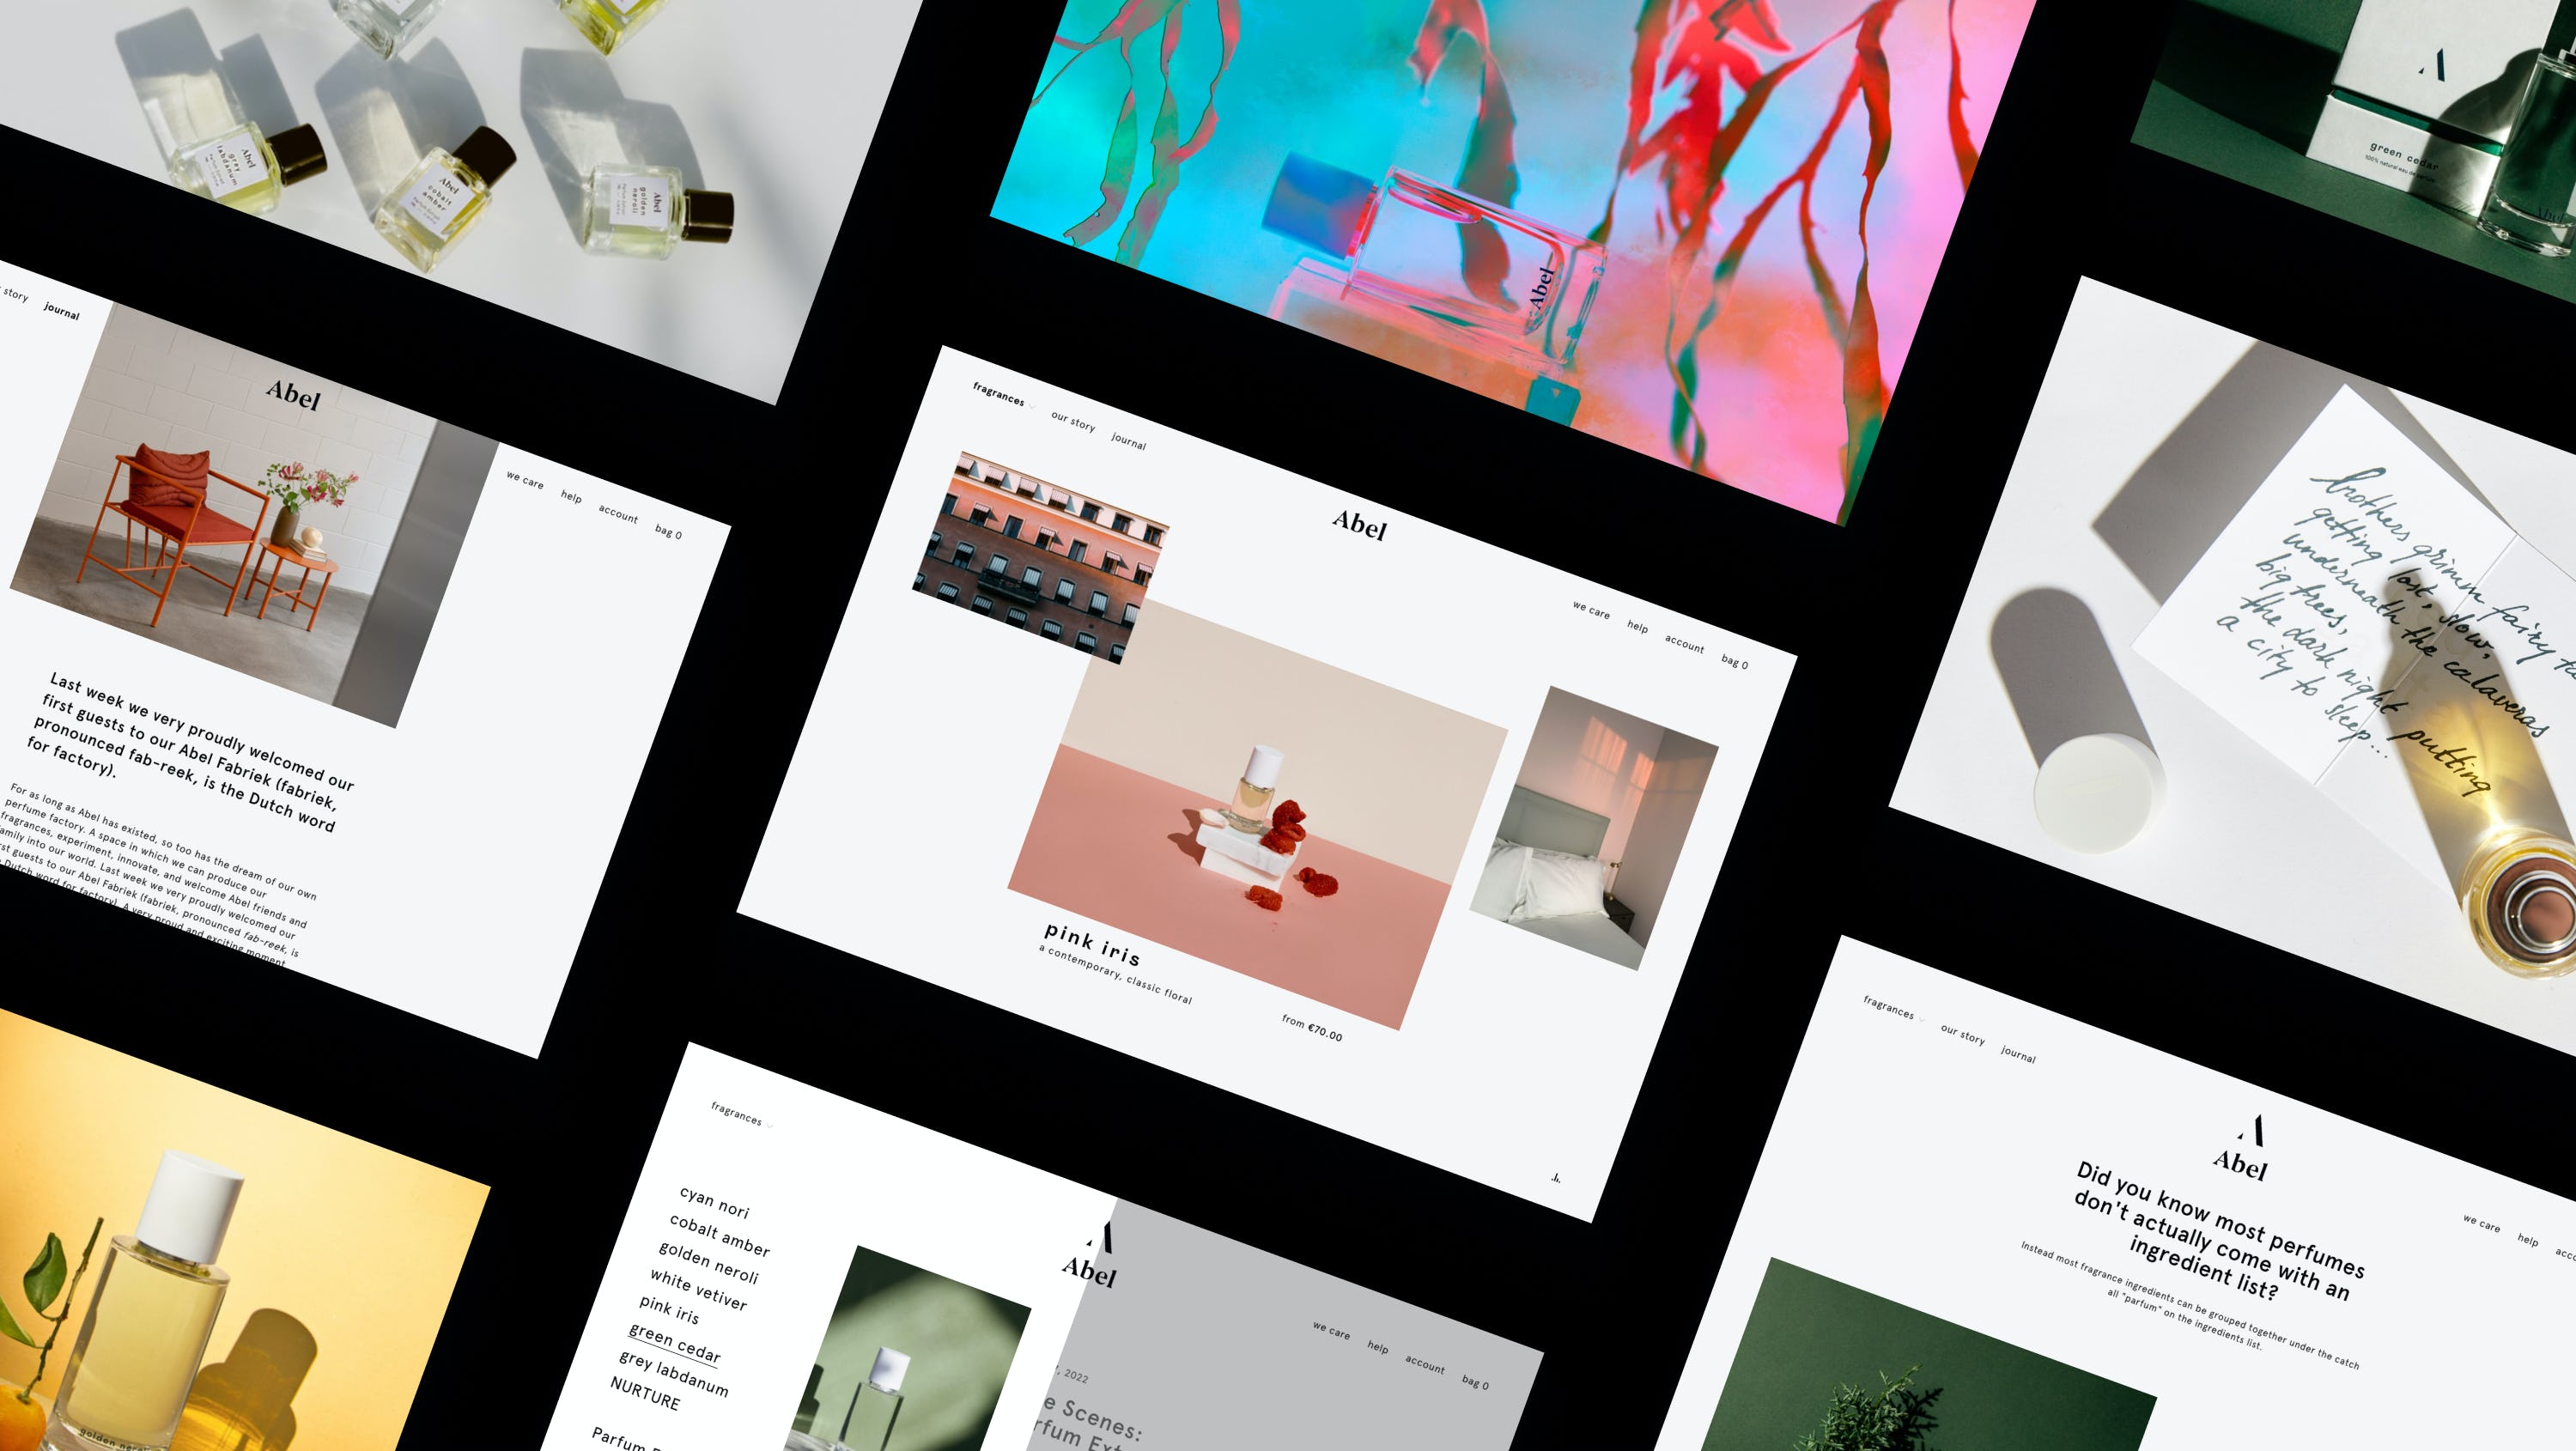 Abel
grey
labdanum
Abel
cobalt
amber
Abel
golden
neroli
Abel
green cedar
100% natural eau de parfum
story
journal
Abel
we care
help
account
bag 0
Last week we very proudly welcomed our
first guests to our Abel Fabriek (fabriek,
pronounced fab-reek, is the Dutch word
for factory).
For as long as Abel has existed, so too has the dream of our own
perfume factory. A space in which we can produce our
fragrances, experiment, innovate, and welcome Abel friends and
family into our world. Last week we very proudly welcomed our
first guests to our Abel Fabriek (fabriek, pronounced fab-reek, is
Dutch word for factory). A very proud and exciting moment
fragrances
our story
journal
Abel
we care
help
account
bag 0
pink iris
a contemporary, classic floral
from €70.00
brothers grimm fairy
getting lost, slow,
underneath the calaveras
big trees,
the dark night putting
a city to sleep...
golden neroli
fragrances
cyan nori
cobalt amber
golden neroli
white vetiver
pink iris
green cedar
grey labdanum
NURTURE
Parfum
Abel
we care
help
account
bag 0
, 2022
e Scenes:
rfum Ext
fragrances
our story
journal
Abel
we care
help
Did you know most perfumes
don't actually come with an
ingredient list?
Instead most fragrance ingredients can be grouped together under the catch
all "parfum" on the ingredients list.